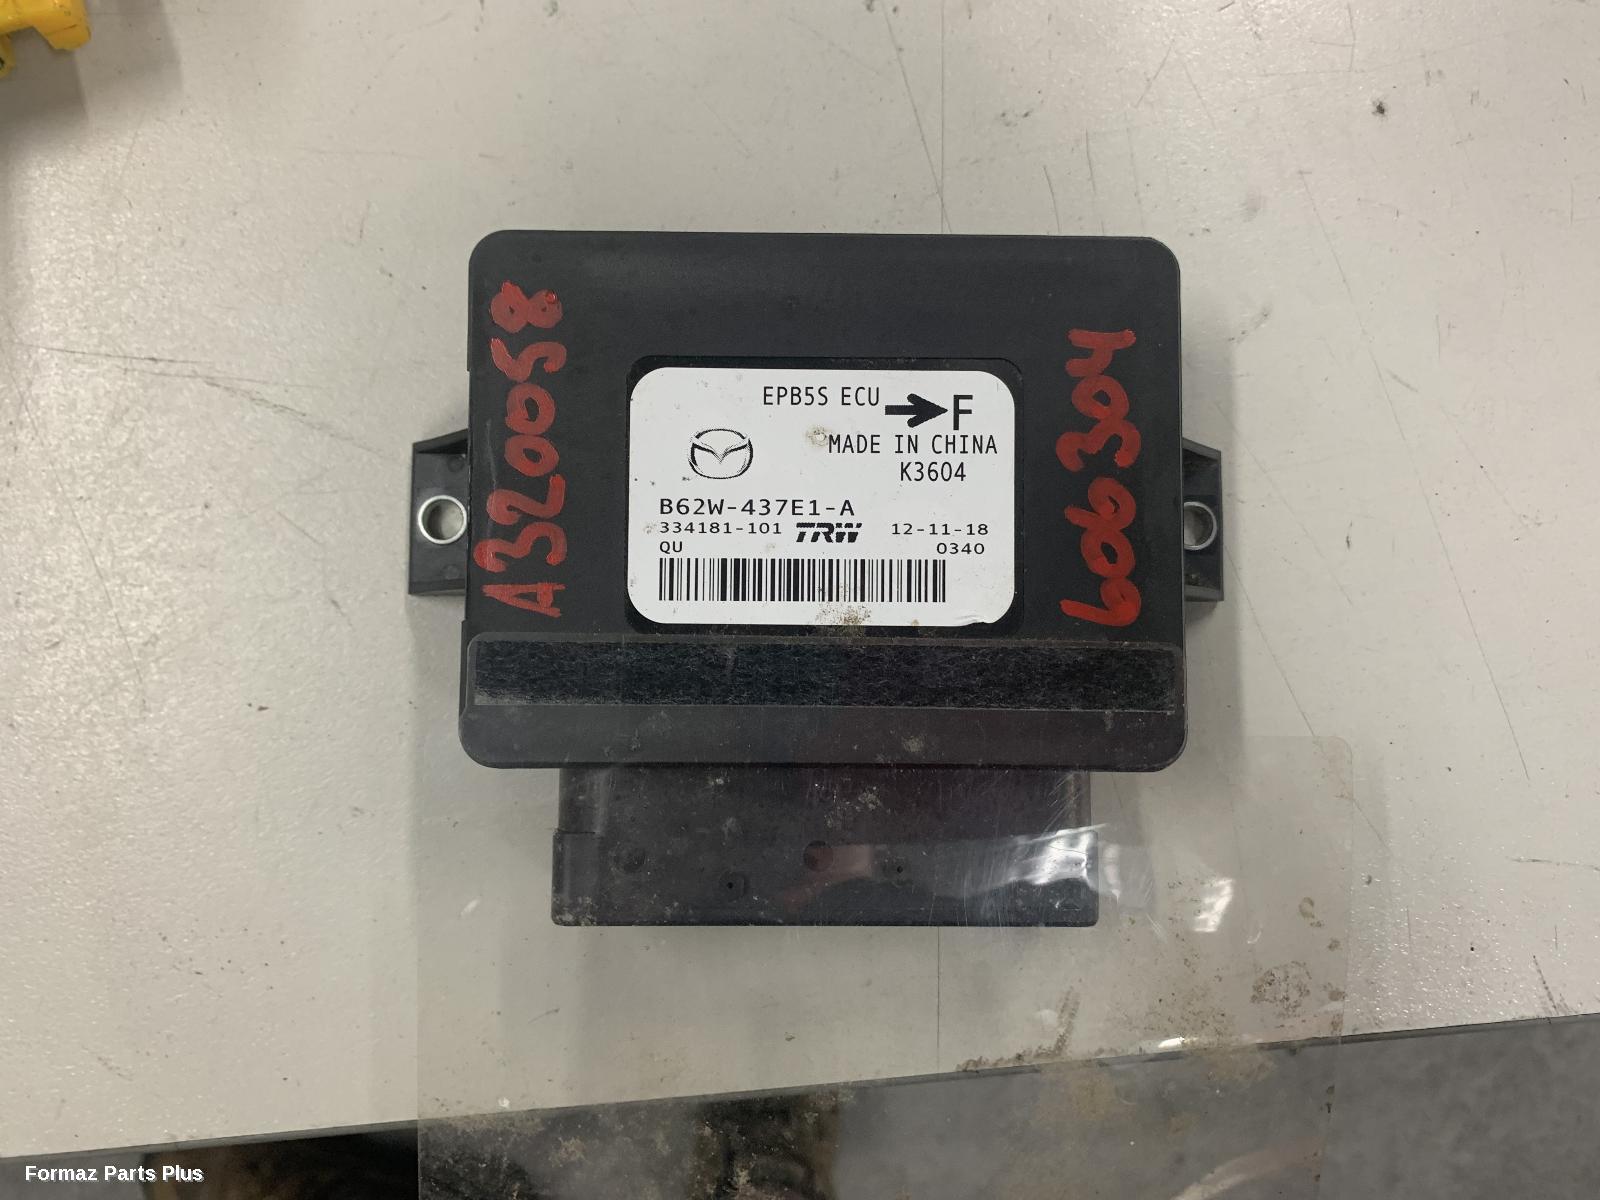 A320058
EPB5S ECU
F
MADE IN CHINA
K3604
B62W-437E1-A
334181-101 TRW 12-11-18
QU 0340
606304
Formaz Parts Plus